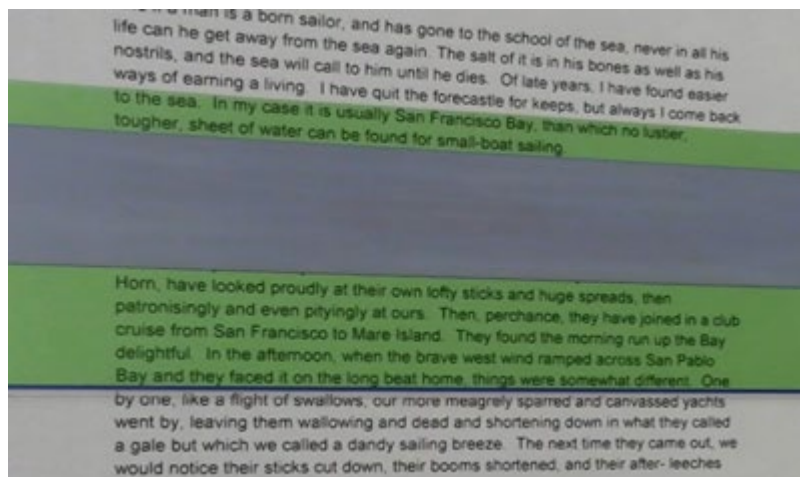 man is a born sailor, and has gone to the school of the sea, never in all his
life can he get away from the sea again. The salt of it is in his bones as well as his
nostrils, and the sea will call to him until he dies. Of late years, I have found easier
ways of earning a living. I have quit the forecastle for keeps, but always I come back
to the sea. In my case it is usually San Francisco Bay, than which no lustier,
tougher, sheet of water can be found for small-boat sailing.
Horn, have looked proudly at their own lofty sticks and huge spreads, then
patronisingly and even pityingly at ours. Then, perchance, they have joined in a club
cruise from San Francisco to Mare Island. They found the morning run up the Bay
delightful. In the afternoon, when the brave west wind ramped across San Pablo
Bay and they faced it on the long beat home, things were somewhat different. One
by one, like a flight of swallows, our more meagrely sparred and canvassed yachts
went by, leaving them wallowing and dead and shortening down in what they called
a gale but which we called a dandy sailing breeze. The next time they came out, we
would notice their sticks cut down, their booms shortened, and their after- leeches